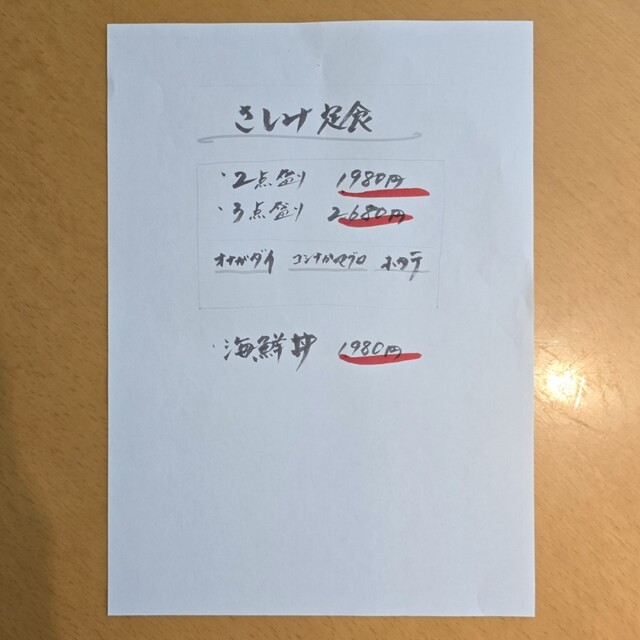 さしみ定食
・2点盛り 1980円
・3点盛り 2680円
オナガダイ コシナガマグロ ホタテ
・海鮮丼 1980円